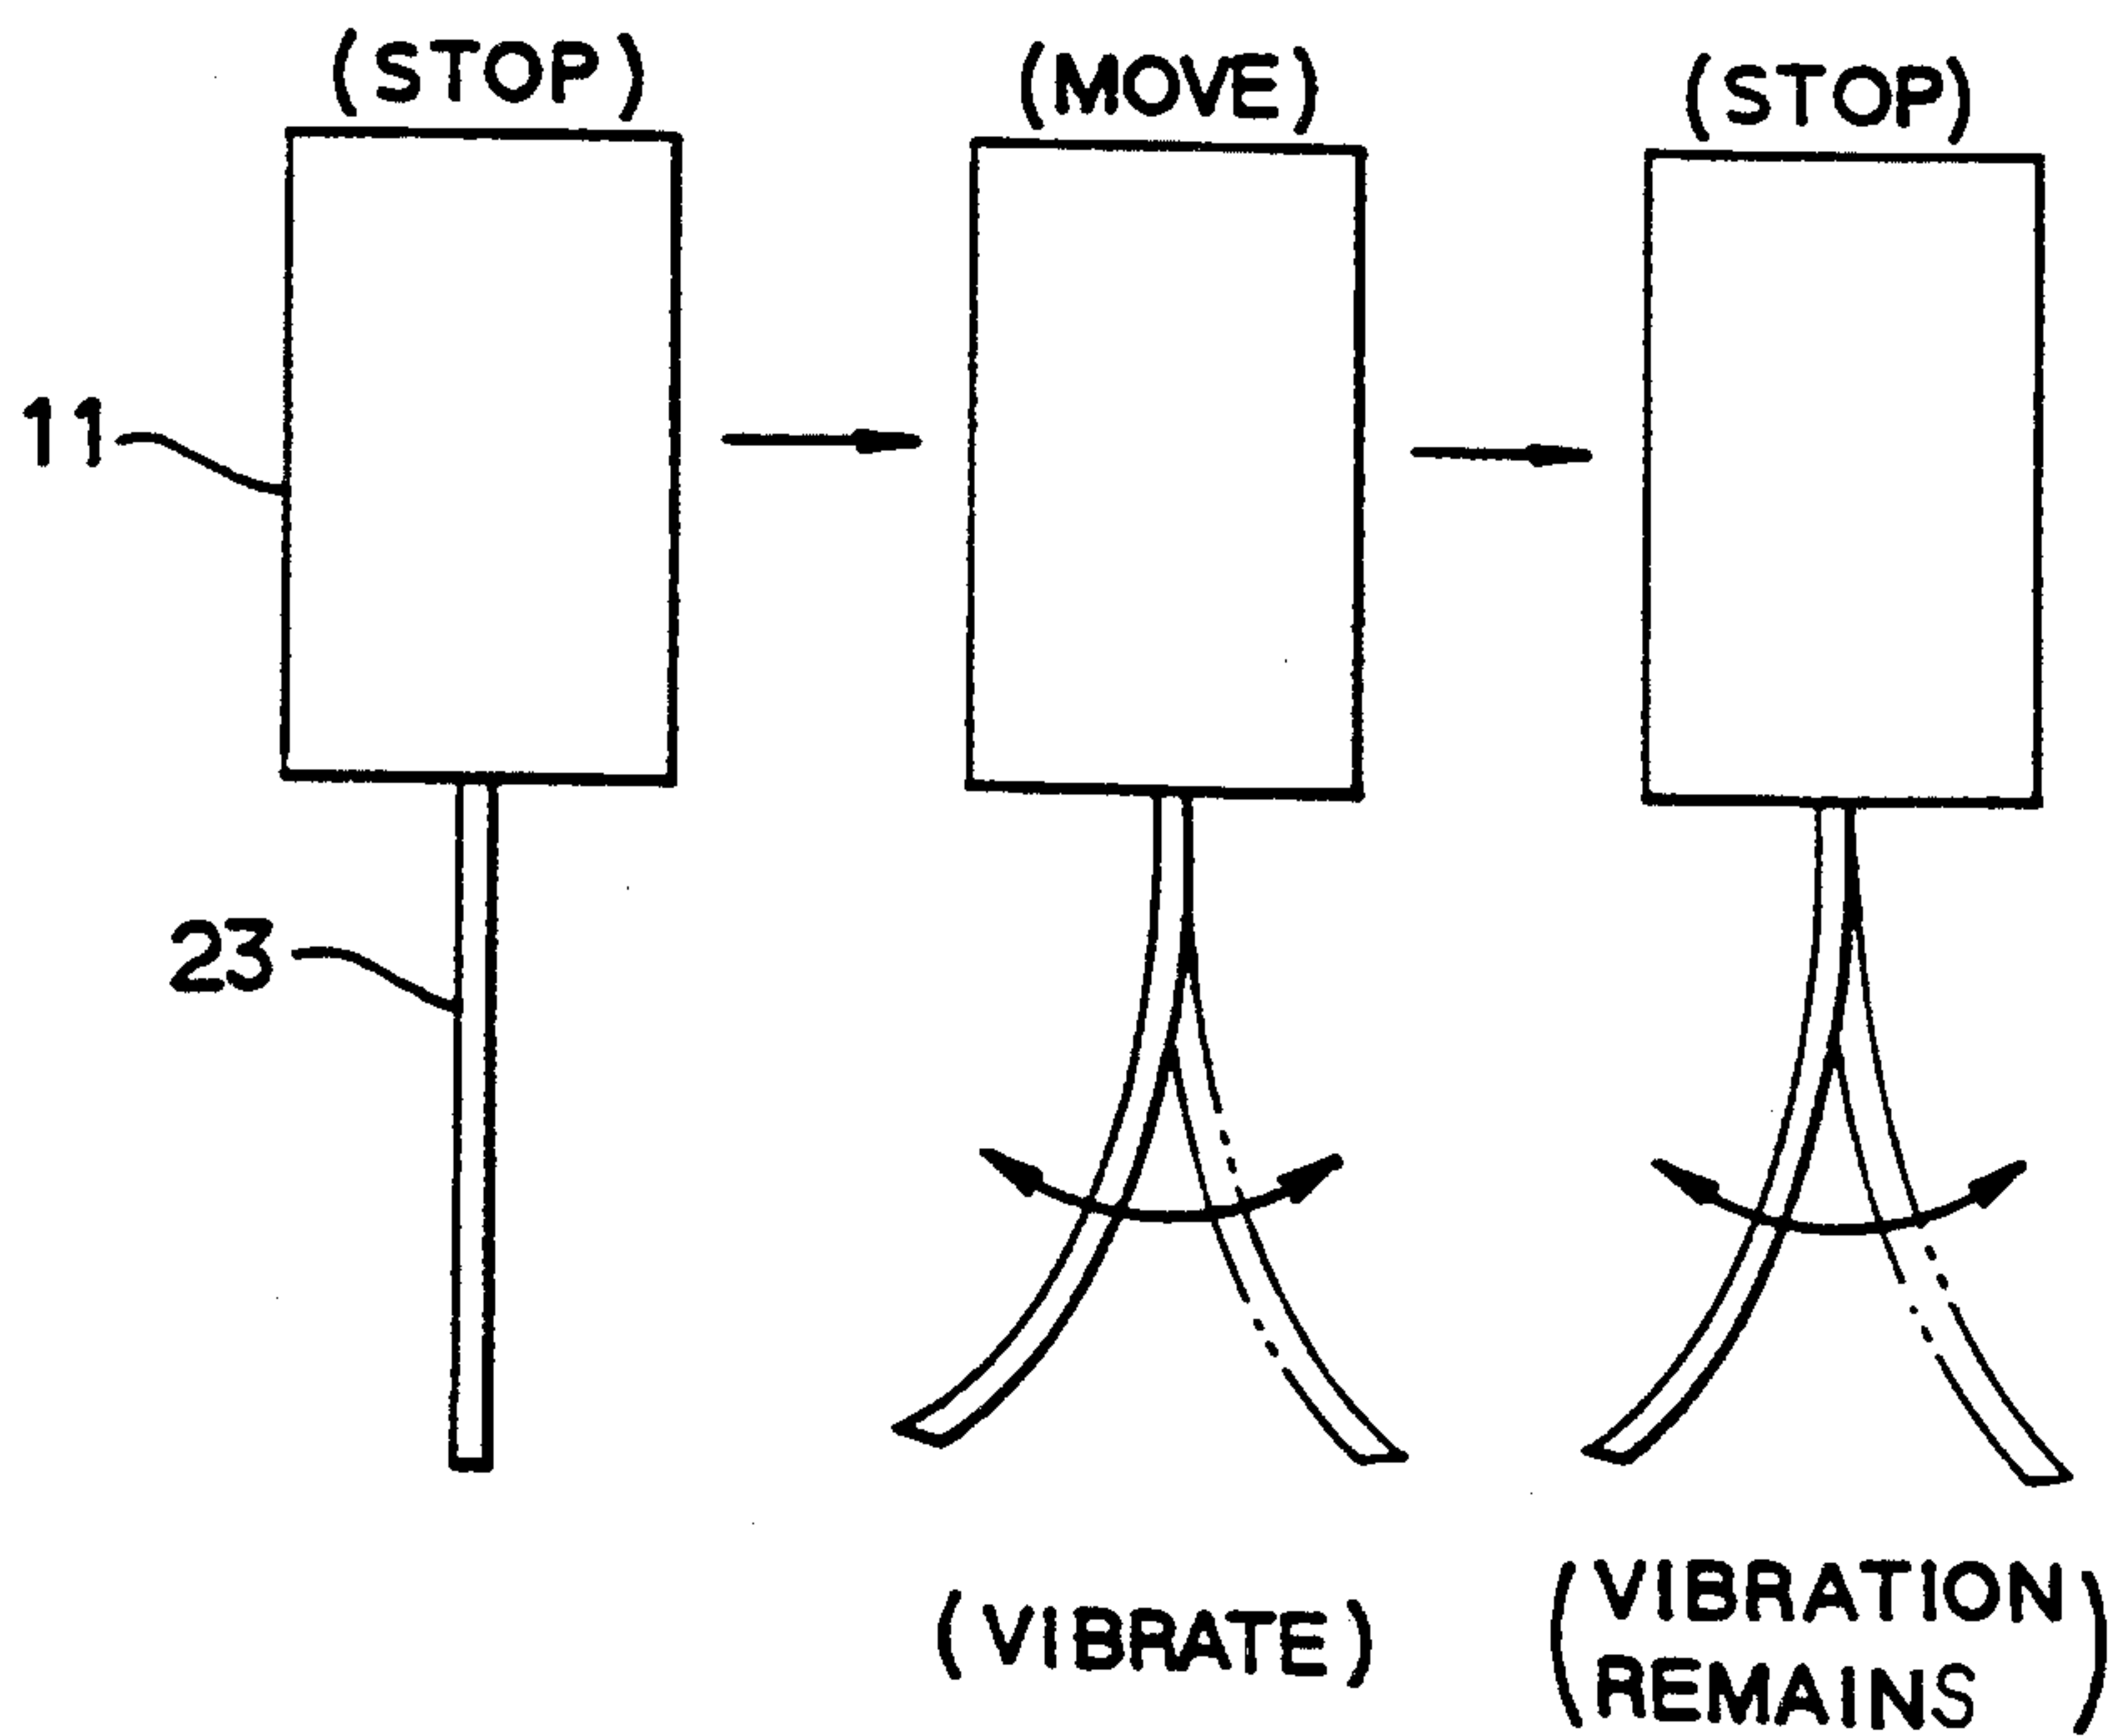 (STOP)
(MOVE)
(STOP)
11
23
(VIBRATE)
(VIBRATION
REMAINS)